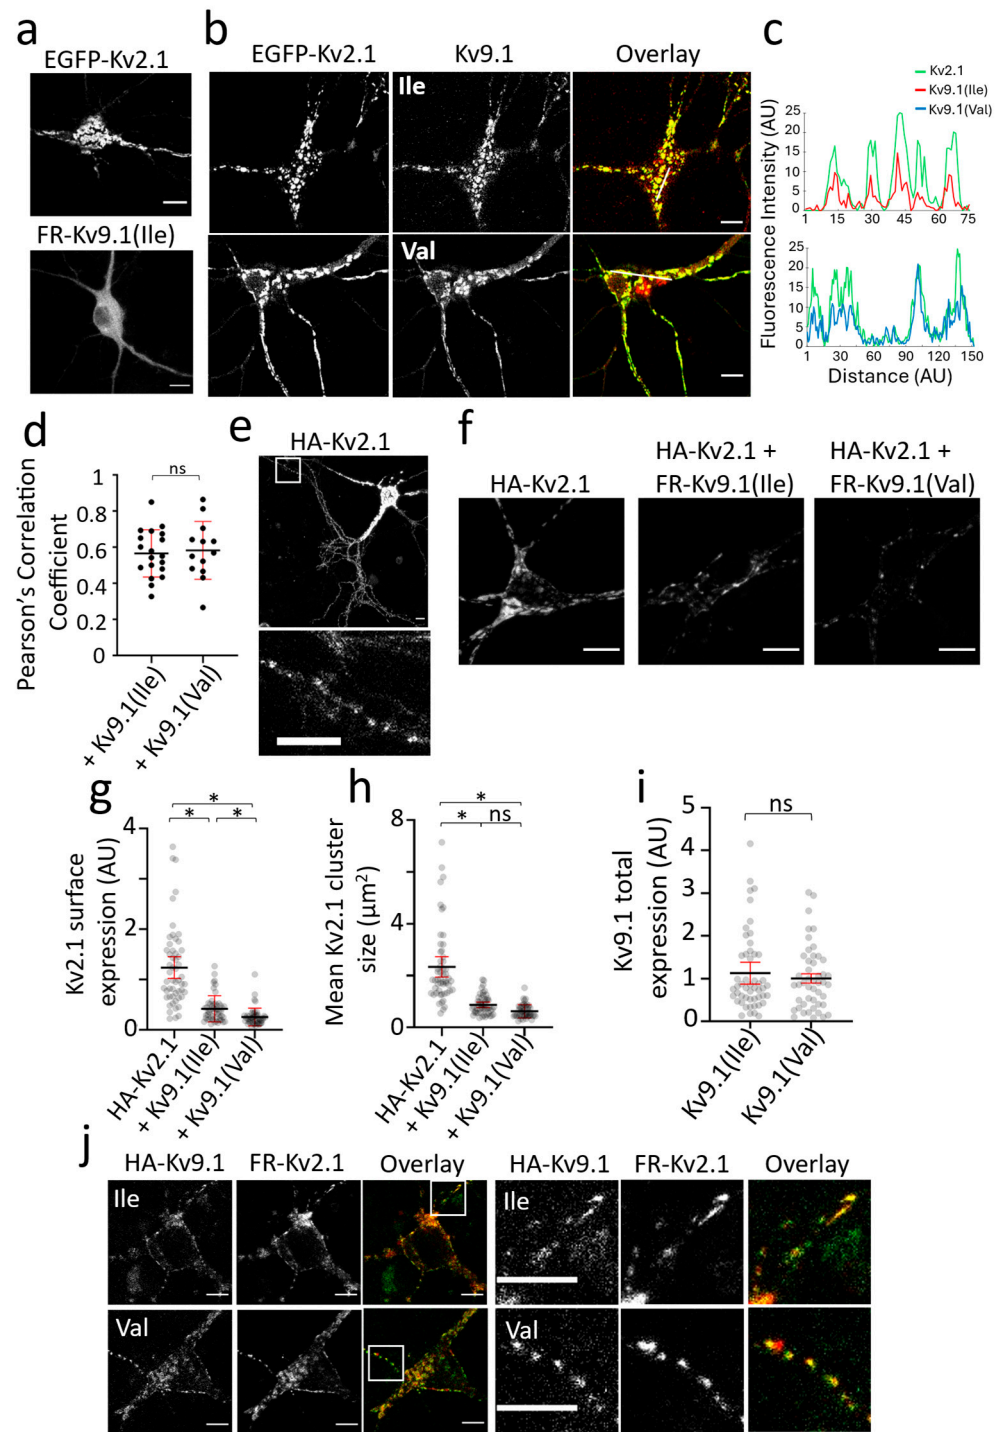 a
EGFP-Kv2.1
FR-Kv9.1(Ile)
b
EGFP-Kv2.1
Kv9.1
Overlay
Ile
Val
c
Kv2.1
Kv9.1(Ile)
Kv9.1(Val)
Fluorescence Intensity (AU)
25
20
15
10
5
0
1 15 30 45 60 75
25
20
15
10
5
0
1 30 60 90 120 150
Distance (AU)
d
Pearson's Correlation
Coefficient
ns
1
0.8
0.6
0.4
0.2
0
+ Kv9.1(Ile)
+ Kv9.1(Val)
e
HA-Kv2.1
f
HA-Kv2.1
HA-Kv2.1 +
FR-Kv9.1(Ile)
HA-Kv2.1 +
FR-Kv9.1(Val)
g
Kv2.1 surface
expression (AU)
*
* *
4
2
0
HA-Kv2.1
+ Kv9.1(Ile)
+ Kv9.1(Val)
h
Mean Kv2.1 cluster
size (µm²)
*
* ns
8
4
0
HA-Kv2.1
+ Kv9.1(Ile)
+ Kv9.1(Val)
i
Kv9.1 total
expression (AU)
ns
5
4
3
2
1
0
Kv9.1(Ile)
Kv9.1(Val)
j
HA-Kv9.1 FR-Kv2.1 Overlay HA-Kv9.1 FR-Kv2.1 Overlay
Ile
Ile
Val
Val